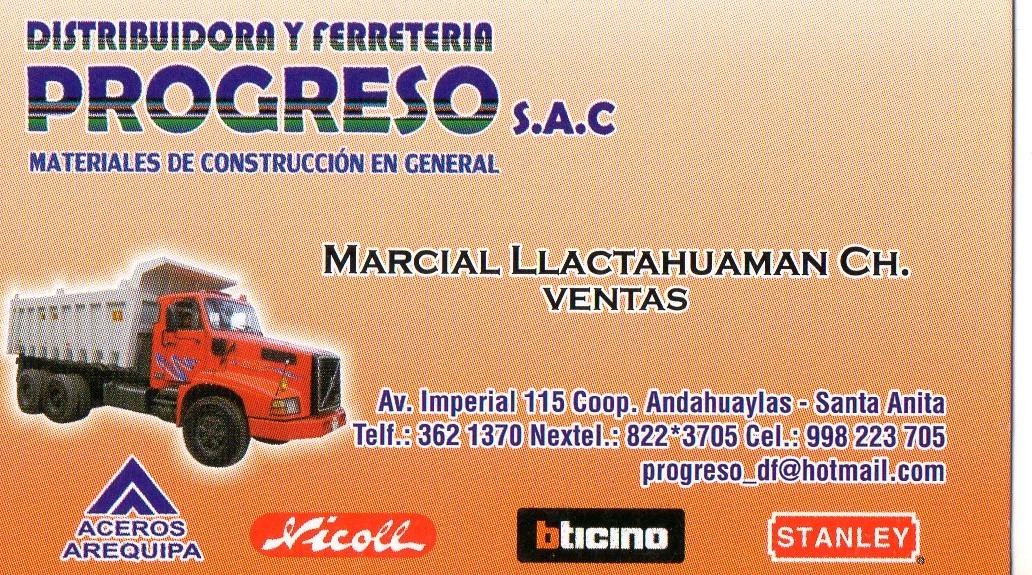 DISTRIBUIDORA Y FERRETERIA
PROGRESO S.A.C
MATERIALES DE CONSTRUCCIÓN EN GENERAL
MARCIAL LLACTAHUAMAN CH.
VENTAS
Av. Imperial 115 Coop. Andahuaylas - Santa Anita
Telf.: 362 1370 Nextel.: 822*3705 Cel.: 998 223 705
progreso_df@hotmail.com
ACEROS
AREQUIPA
Nicoll
bticino
STANLEY®